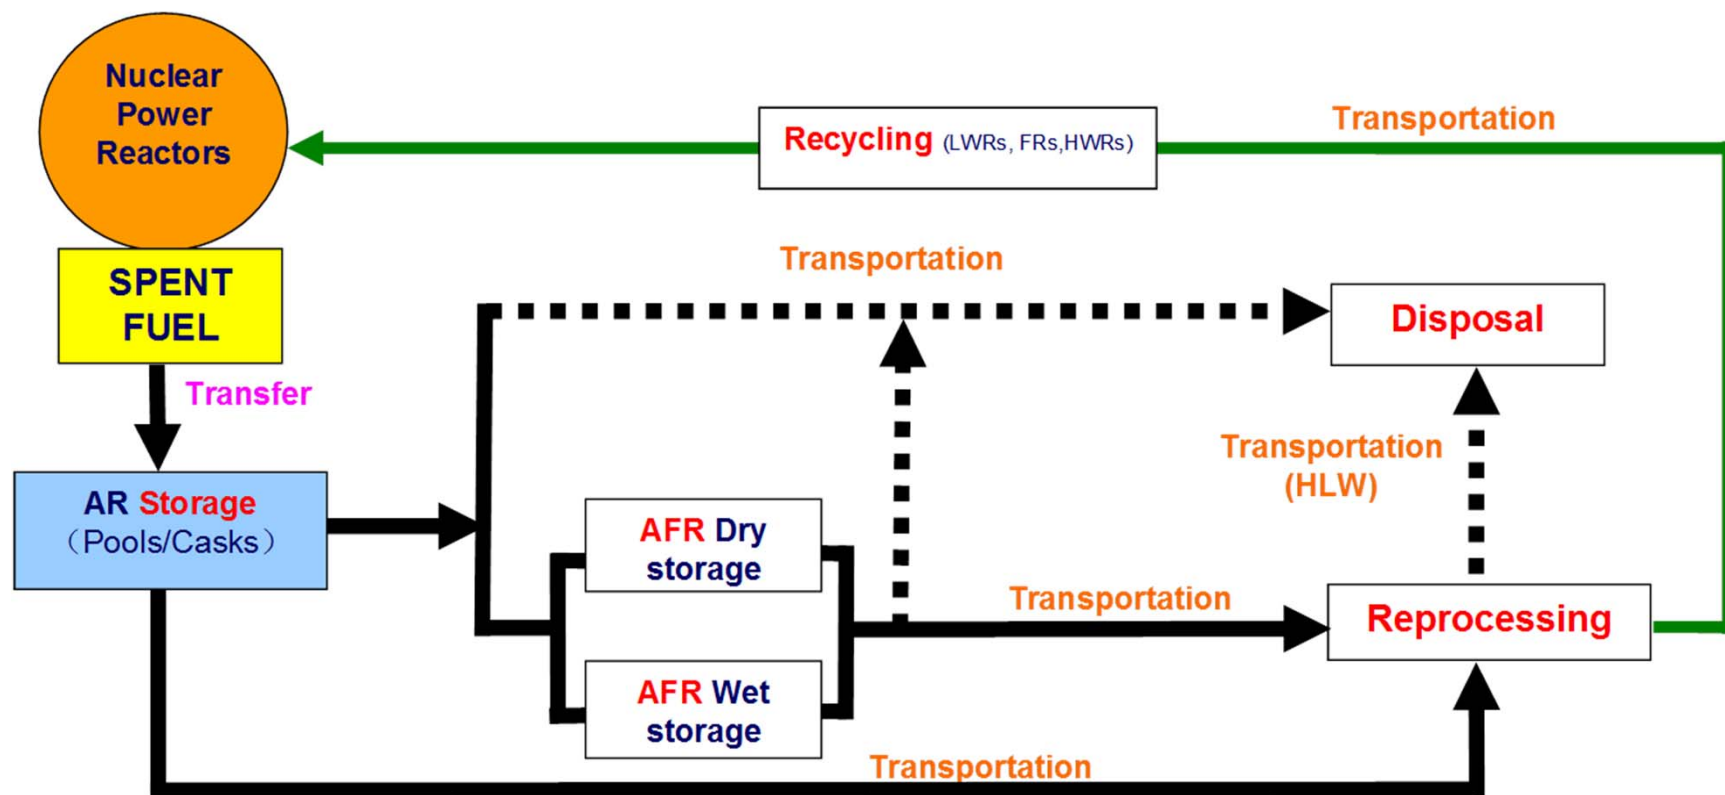 Nuclear
Power
Reactors
Recycling (LWRs, FRs,HWRs)
Transportation
SPENT
FUEL
Transportation
Disposal
Transfer
Transportation
(HLW)
AR Storage
（Pools/Casks）
AFR Dry
storage
Transportation
Reprocessing
AFR Wet
storage
Transportation